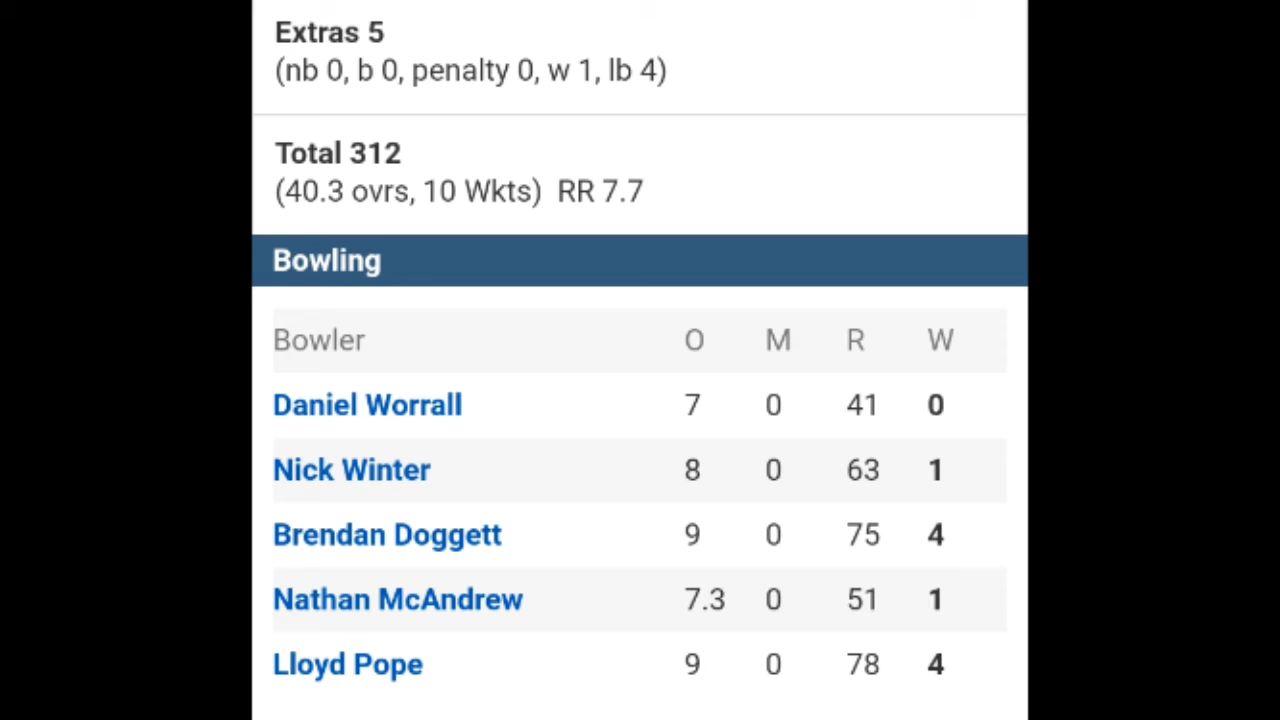 Extras 5
(nb 0, b 0, penalty 0, w 1, lb 4)
Total 312
(40.3 ovrs, 10 Wkts) RR 7.7
Bowling
Bowler O M R W
Daniel Worrall 7 0 41 0
Nick Winter 8 0 63 1
Brendan Doggett 9 0 75 4
Nathan McAndrew 7.3 0 51 1
Lloyd Pope 9 0 78 4